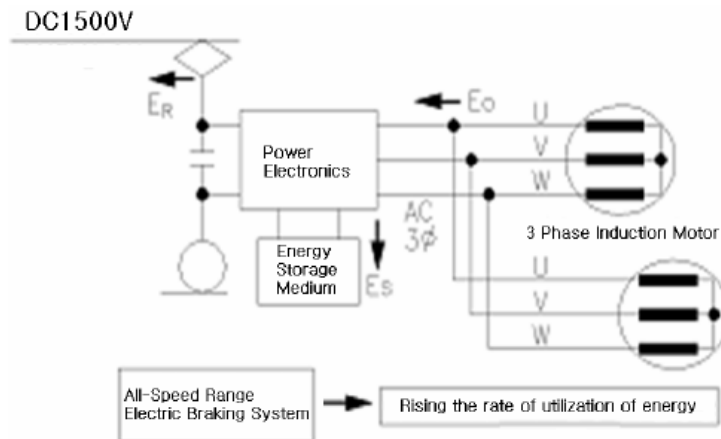 DC1500V
ER
EO
Power
Electronics
Energy
Storage
Medium
ES
AC
3φ
U
V
W
3 Phase Induction Motor
U
V
W
All-Speed Range
Electric Braking System
Rising the rate of utilization of energy